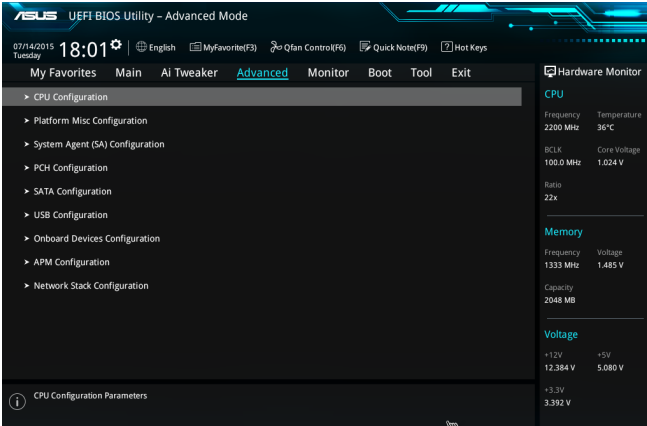 ASUS UEFI BIOS Utility – Advanced Mode
07/14/2015 Tuesday 18:01 English MyFavorite(F3) Qfan Control(F6) Quick Note(F9) ? Hot Keys
My Favorites Main Ai Tweaker Advanced Monitor Boot Tool Exit
> CPU Configuration
> Platform Misc Configuration
> System Agent (SA) Configuration
> PCH Configuration
> SATA Configuration
> USB Configuration
> Onboard Devices Configuration
> APM Configuration
> Network Stack Configuration
CPU Configuration Parameters
Hardware Monitor
CPU
Frequency Temperature
2200 MHz 36°C
BCLK Core Voltage
100.0 MHz 1.024 V
Ratio
22x
Memory
Frequency Voltage
1333 MHz 1.485 V
Capacity
2048 MB
Voltage
+12V +5V
12.384 V 5.080 V
+3.3V
3.392 V